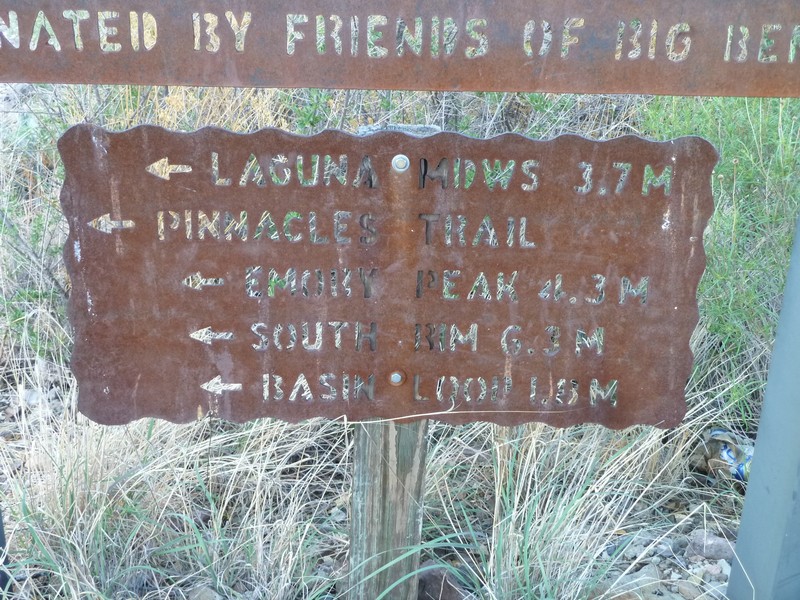 NATED BY FRIENDS OF BIG BE
LAGUNA MDWS 3.7 M
PINNACLES TRAIL
EMORY PEAK 4.3 M
SOUTH RIM 6.3 M
BASIN LOOP 1.8 M